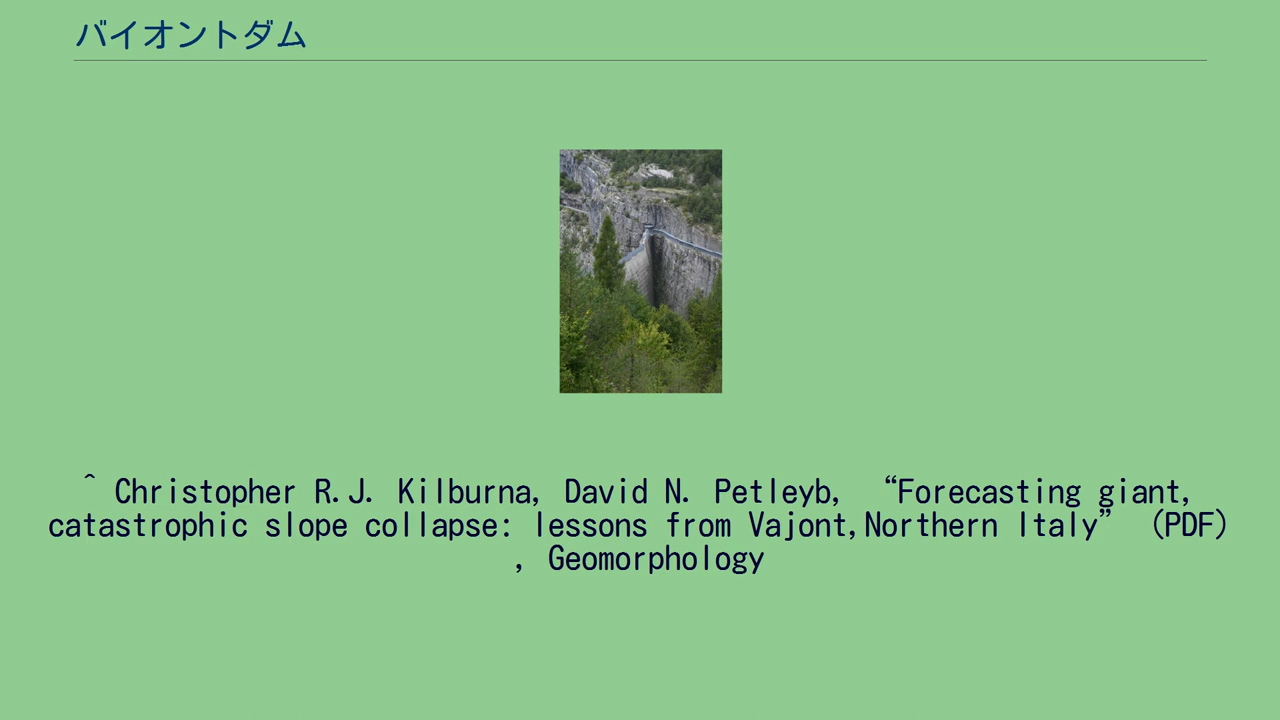 バイオントダム
^ Christopher R.J. Kilburna, David N. Petleyb, “Forecasting giant,
catastrophic slope collapse: lessons from Vajont,Northern Italy” (PDF)
, Geomorphology